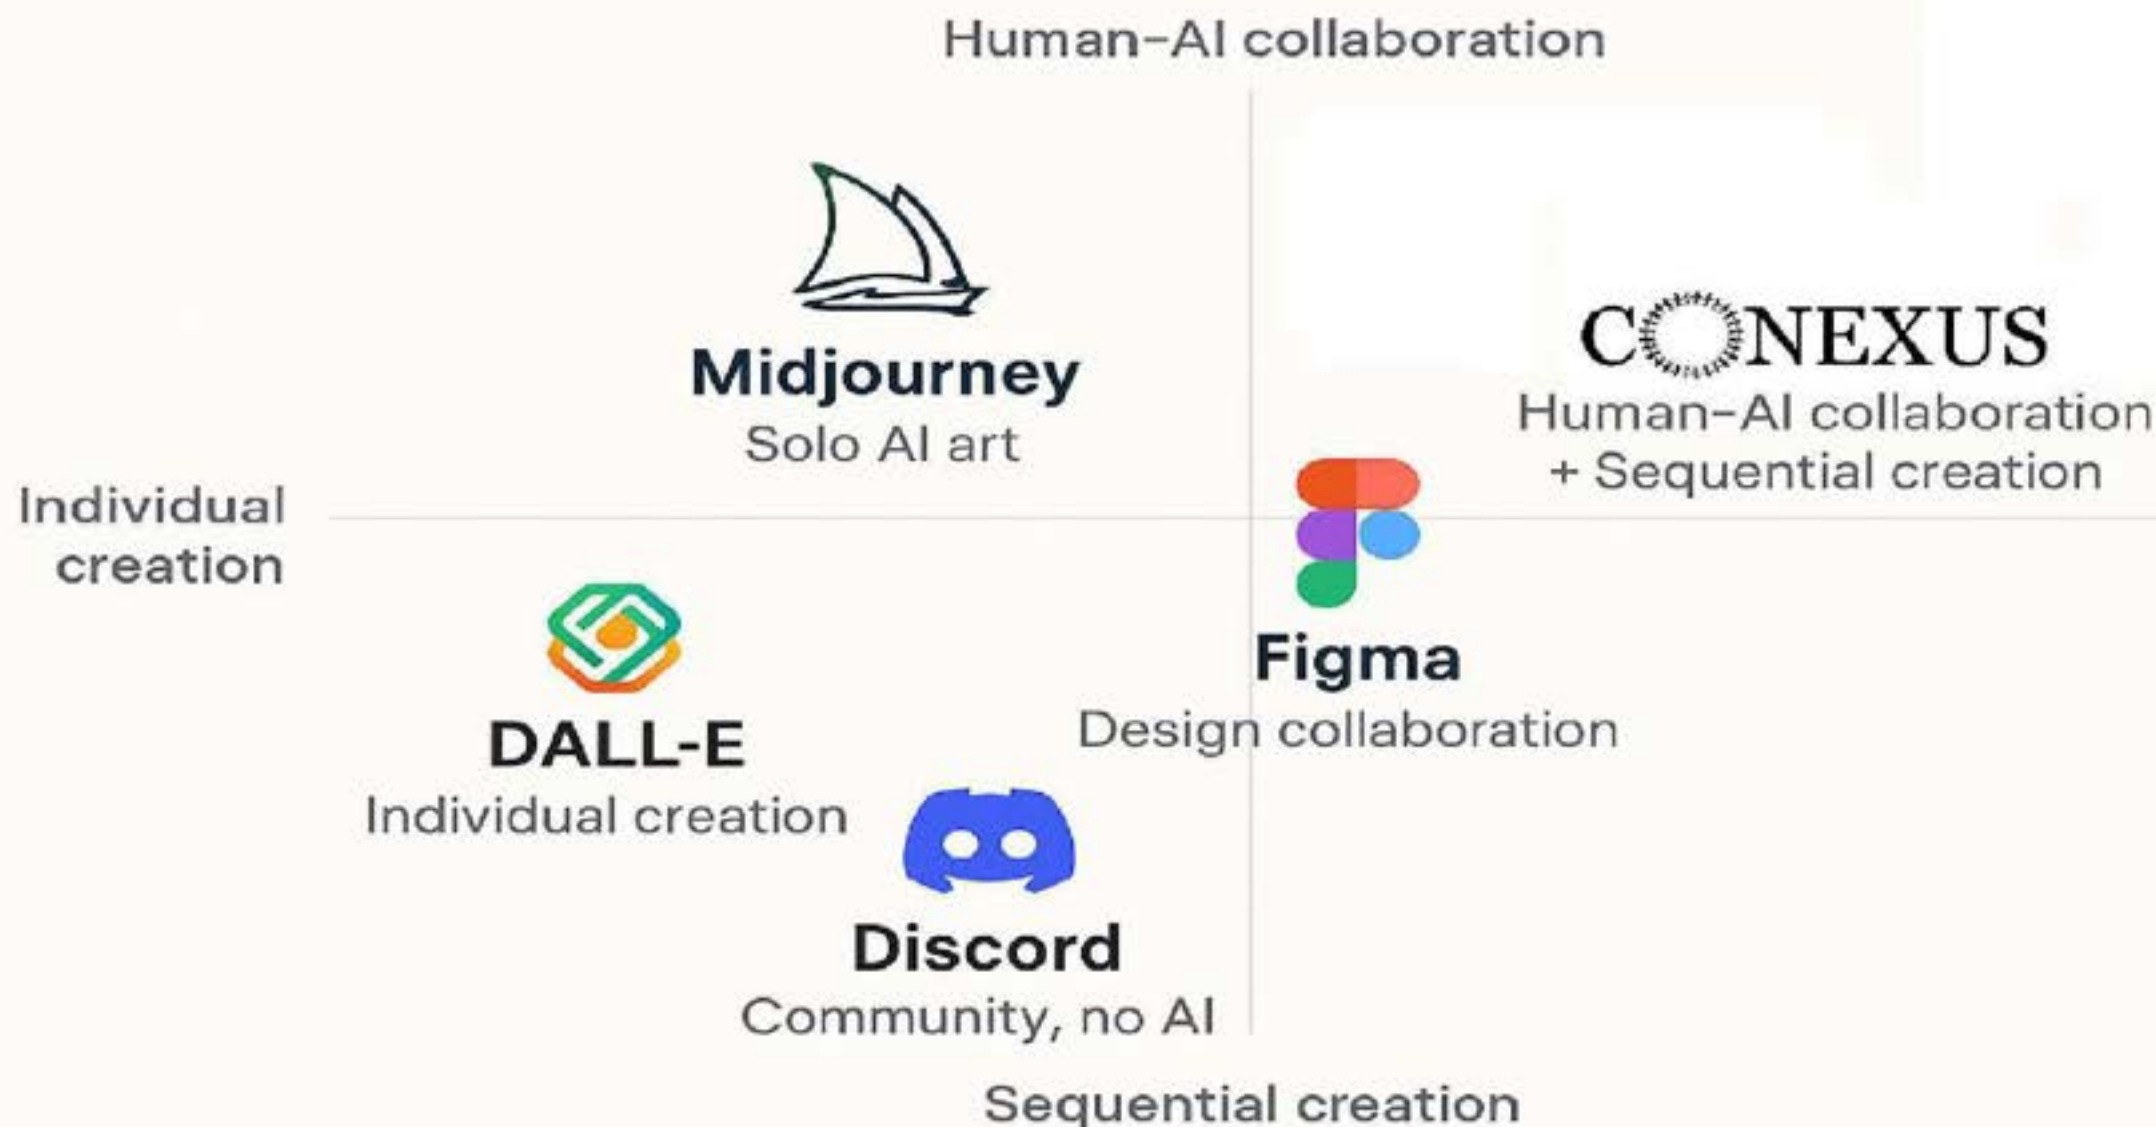 Human-AI collaboration
Midjourney
Solo AI art
CONEXUS
Human-AI collaboration
+ Sequential creation
Individual
creation
DALL-E
Individual creation
Figma
Design collaboration
Discord
Community, no AI
Sequential creation